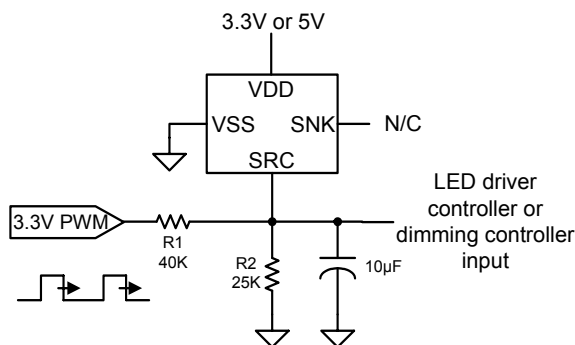 3.3V or 5V
VDD
VSS
SNK
N/C
SRC
3.3V PWM
R1
40K
R2
25K
10µF
LED driver
controller or
dimming controller
input